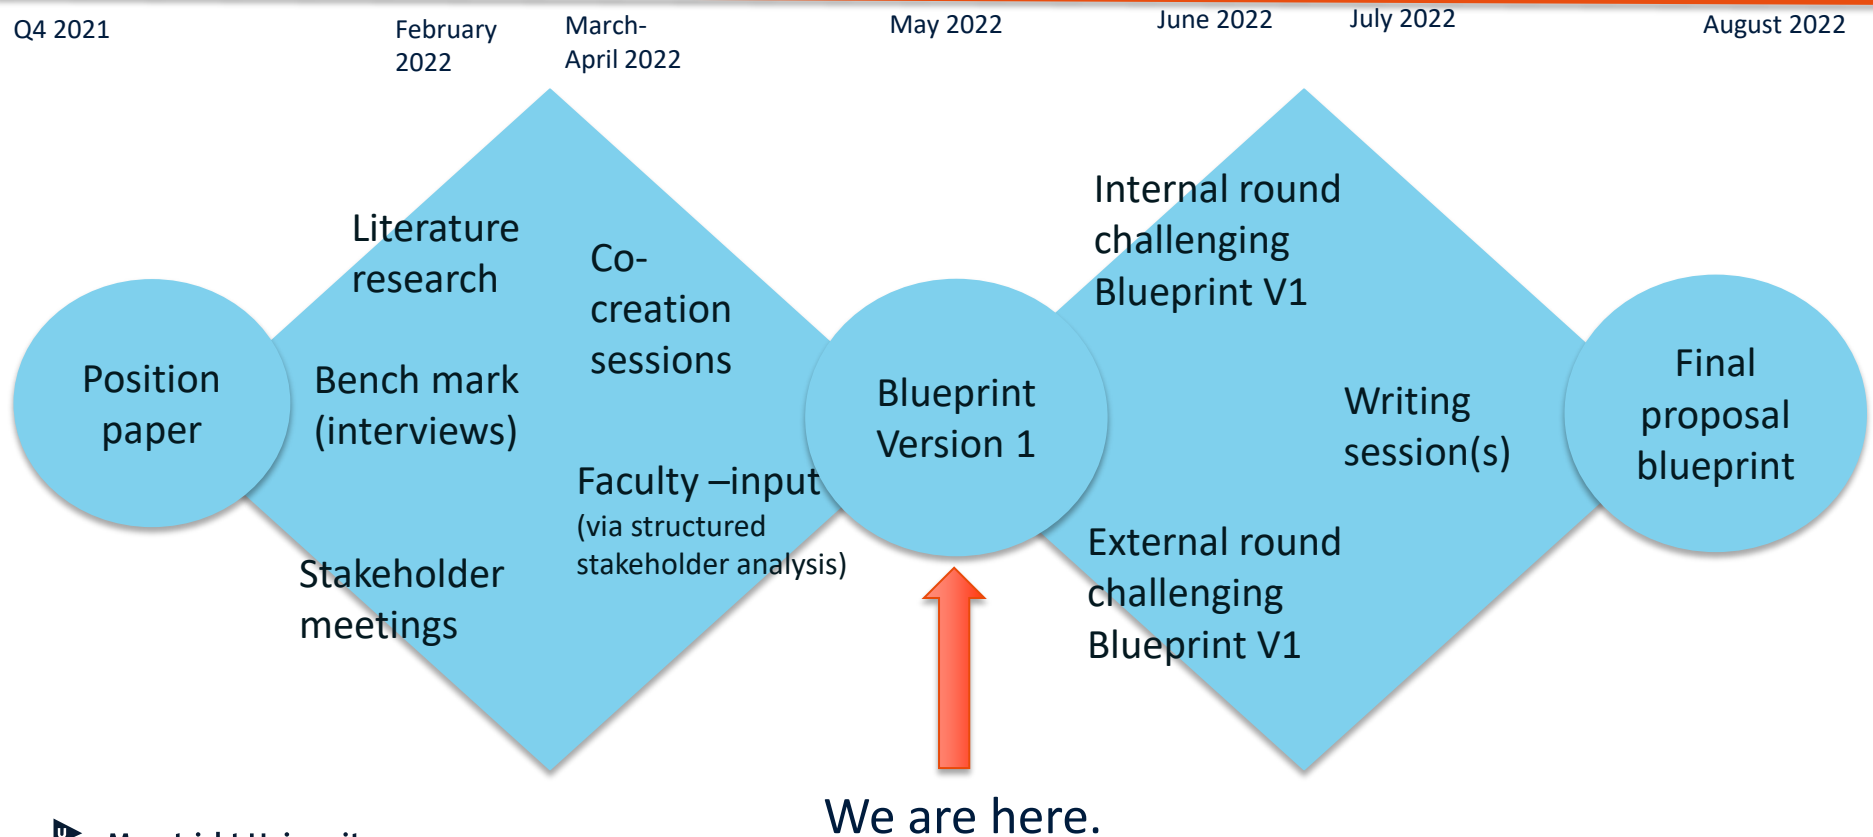 Q4 2021
February
2022
March-
April 2022
May 2022
June 2022
July 2022
August 2022
Position
paper
Literature
research
Bench mark
(interviews)
Stakeholder
meetings
Co-
creation
sessions
Faculty –input
(via structured
stakeholder analysis)
Blueprint
Version 1
Internal round
challenging
Blueprint V1
External round
challenging
Blueprint V1
Writing
session(s)
Final
proposal
blueprint
We are here.